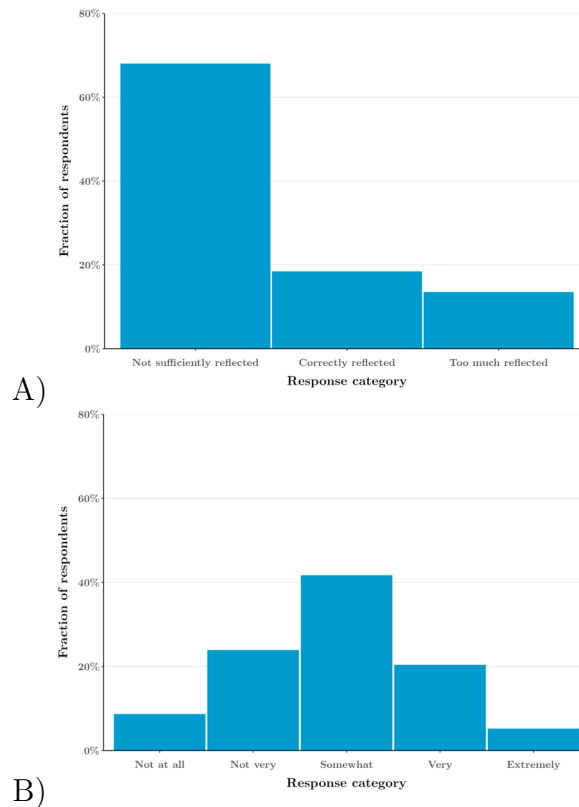 80%
60%
40%
20%
0%
Fraction of respondents
Not sufficiently reflected
Correctly reflected
Too much reflected
Response category
A)
80%
60%
40%
20%
0%
Fraction of respondents
Not at all
Not very
Somewhat
Very
Extremely
Response category
B)